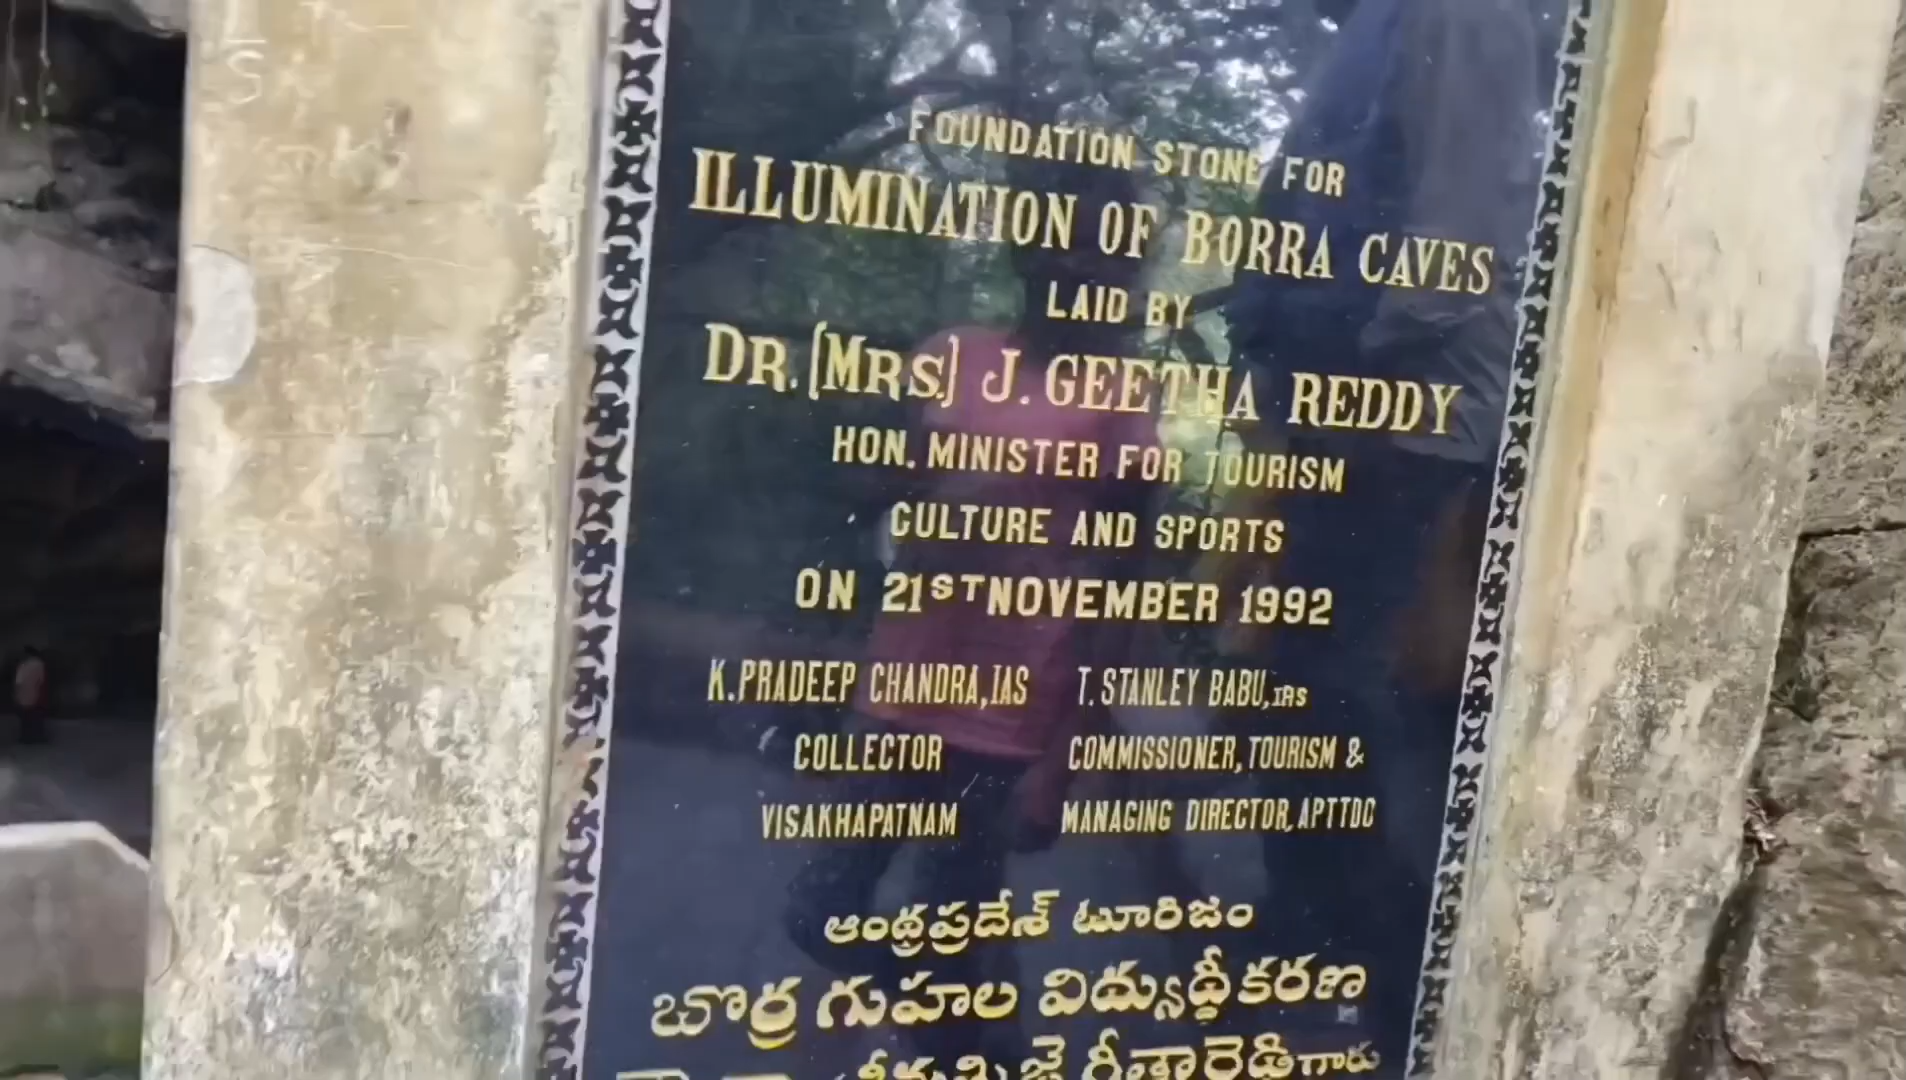 FOUNDATION STONE FOR
ILLUMINATION OF BORRA CAVES
LAID BY
DR. (MRS.) J. GEETHA REDDY
HON. MINISTER FOR TOURISM
CULTURE AND SPORTS
ON 21ST NOVEMBER 1992
K. PRADEEP CHANDRA, IAS T. STANLEY BABU, IRS
COLLECTOR COMMISSIONER, TOURISM &
VISAKHAPATNAM MANAGING DIRECTOR, APTTDC
ఆంధ్రప్రదేశ్ టూరిజం
బొర్ర గుహల విద్యుద్దీకరణ
జె గీతారెడ్డి గారు